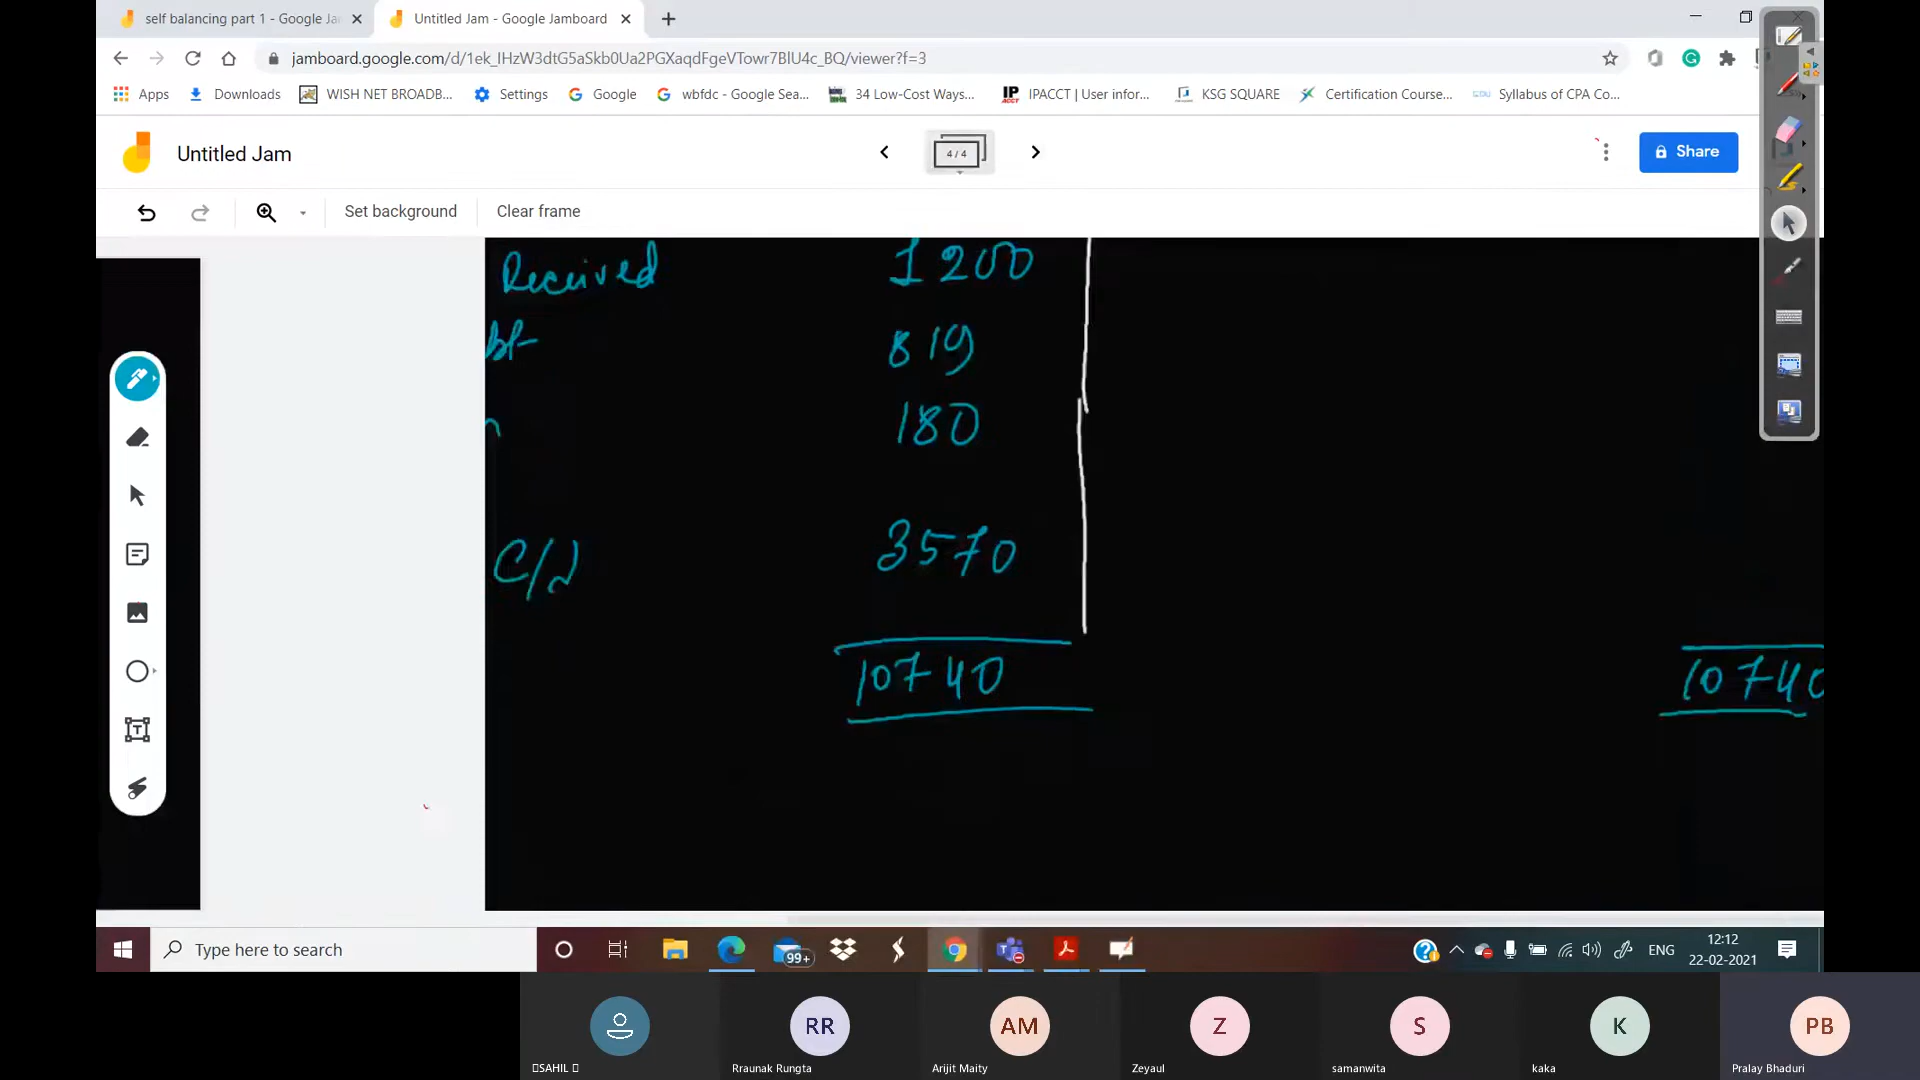 self balancing part 1 - Google Ja
Untitled Jam - Google Jamboard
jamboard.google.com/d/1ek_IHzW3dtG5aSkb0Ua2PGXaqdFgeVTowr7BlU4c_BQ/viewer?f=3
Apps
Downloads
WISH NET BROADB...
Settings
Google
wbfdc - Google Sea...
34 Low-Cost Ways...
IPACCT | User infor...
KSG SQUARE
Certification Course...
Syllabus of CPA Co...
Untitled Jam
4 / 4
Share
Set background
Clear frame
Received 1200
819
180
C/d 3570
10740 10740
Type here to search
99+
ENG
12:12
22-02-2021
RR
AM
Z
S
K
PB
SAHIL
Rraunak Rungta
Arijit Maity
Zeyaul
samanwita
kaka
Pralay Bhaduri